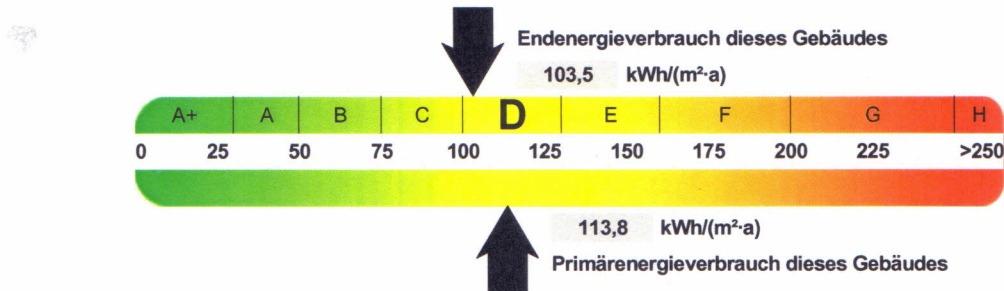 Endenergieverbrauch dieses Gebäudes
103,5 kWh/(m²·a)
A+ A B C D E F G H
0 25 50 75 100 125 150 175 200 225 >250
113,8 kWh/(m²·a)
Primärenergieverbrauch dieses Gebäudes